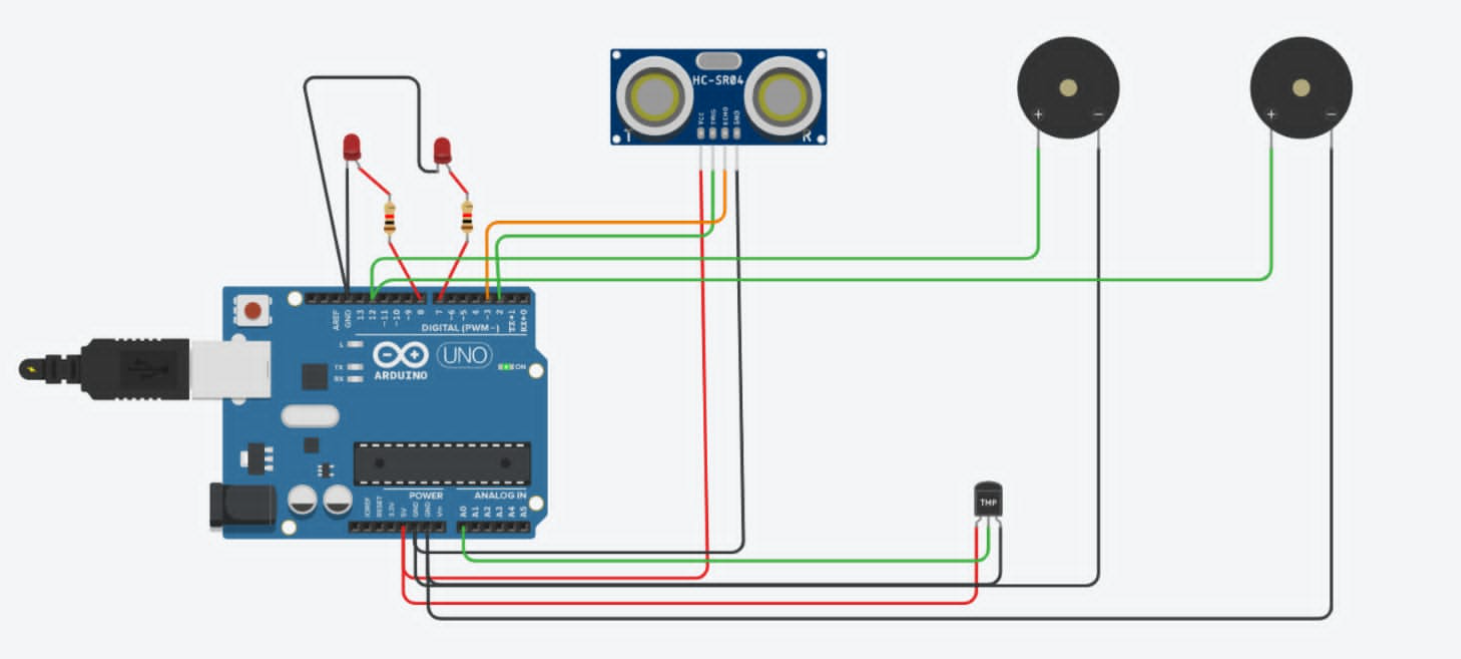 HC-SR04
VCC
TRIG
ECHO
GND
T
R
+
−
+
−
AREF
GND
13
12
~11
~10
~9
8
7
~6
~5
4
~3
2
TX→1
RX←0
DIGITAL (PWM~)
L
TX
RX
UNO
ON
ARDUINO
POWER
ANALOG IN
IOREF
RESET
3.3V
5V
GND
GND
Vin
A0
A1
A2
A3
A4
A5
TMP